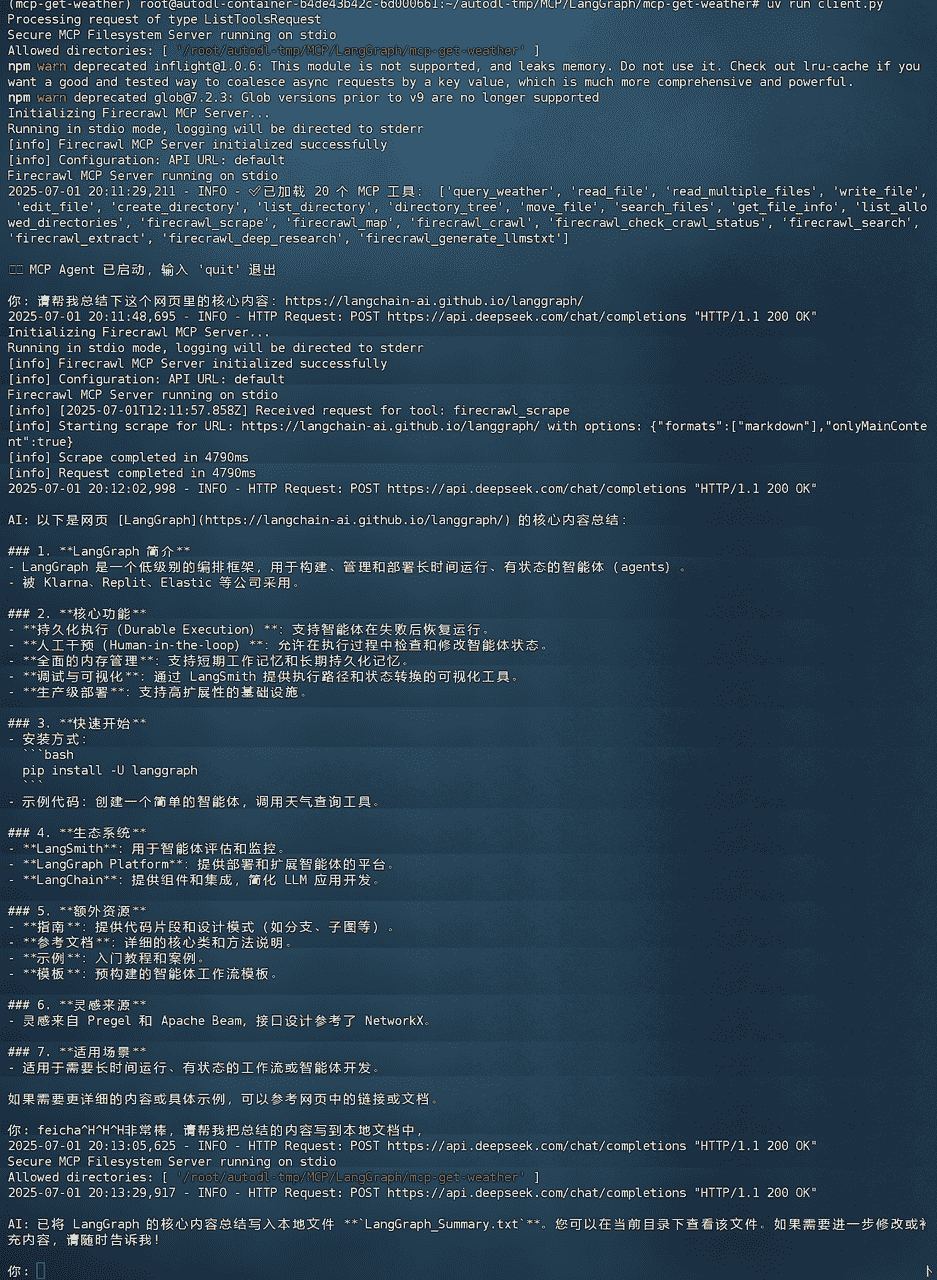 (mcp-get-weather) root@autodl-container-b4de43b42c-6d000661:~/autodl-tmp/MCP/LangGraph/mcp-get-weather# uv run client.py
Processing request of type ListToolsRequest
Secure MCP Filesystem Server running on stdio
Allowed directories: [ '/root/autodl-tmp/MCP/LangGraph/mcp-get-weather' ]
npm warn deprecated inflight@1.0.6: This module is not supported, and leaks memory. Do not use it. Check out lru-cache if you
want a good and tested way to coalesce async requests by a key value, which is much more comprehensive and powerful.
npm warn deprecated glob@7.2.3: Glob versions prior to v9 are no longer supported
Initializing Firecrawl MCP Server...
Running in stdio mode, logging will be directed to stderr
[info] Firecrawl MCP Server initialized successfully
[info] Configuration: API URL: default
Firecrawl MCP Server running on stdio
2025-07-01 20:11:29,211 - INFO - ✅已加载 20 个 MCP 工具： ['query_weather', 'read_file', 'read_multiple_files', 'write_file',
'edit_file', 'create_directory', 'list_directory', 'directory_tree', 'move_file', 'search_files', 'get_file_info', 'list_allo
wed_directories', 'firecrawl_scrape', 'firecrawl_map', 'firecrawl_crawl', 'firecrawl_check_crawl_status', 'firecrawl_search',
'firecrawl_extract', 'firecrawl_deep_research', 'firecrawl_generate_llmstxt']
MCP Agent 已启动，输入 'quit' 退出
你: 请帮我总结下这个网页里的核心内容：https://langchain-ai.github.io/langgraph/
2025-07-01 20:11:48,695 - INFO - HTTP Request: POST https://api.deepseek.com/chat/completions "HTTP/1.1 200 OK"
Initializing Firecrawl MCP Server...
Running in stdio mode, logging will be directed to stderr
[info] Firecrawl MCP Server initialized successfully
[info] Configuration: API URL: default
Firecrawl MCP Server running on stdio
[info] [2025-07-01T12:11:57.858Z] Received request for tool: firecrawl_scrape
[info] Starting scrape for URL: https://langchain-ai.github.io/langgraph/ with options: {"formats":["markdown"],"onlyMainConte
nt":true}
[info] Scrape completed in 4790ms
[info] Request completed in 4790ms
2025-07-01 20:12:02,998 - INFO - HTTP Request: POST https://api.deepseek.com/chat/completions "HTTP/1.1 200 OK"
AI: 以下是网页 [LangGraph](https://langchain-ai.github.io/langgraph/) 的核心内容总结：
### 1. **LangGraph 简介**
- LangGraph 是一个低级别的编排框架，用于构建、管理和部署长时间运行、有状态的智能体（agents）。
- 被 Klarna、Replit、Elastic 等公司采用。
### 2. **核心功能**
- **持久化执行（Durable Execution）**：支持智能体在失败后恢复运行。
- **人工干预（Human-in-the-loop）**：允许在执行过程中检查和修改智能体状态。
- **全面的内存管理**：支持短期工作记忆和长期持久化记忆。
- **调试与可视化**：通过 LangSmith 提供执行路径和状态转换的可视化工具。
- **生产级部署**：支持高扩展性的基础设施。
### 3. **快速开始**
- 安装方式：
```bash
pip install -U langgraph
```
- 示例代码：创建一个简单的智能体，调用天气查询工具。
### 4. **生态系统**
- **LangSmith**：用于智能体评估和监控。
- **LangGraph Platform**：提供部署和扩展智能体的平台。
- **LangChain**：提供组件和集成，简化 LLM 应用开发。
### 5. **额外资源**
- **指南**：提供代码片段和设计模式（如分支、子图等）。
- **参考文档**：详细的核心类和方法说明。
- **示例**：入门教程和案例。
- **模板**：预构建的智能体工作流模板。
### 6. **灵感来源**
- 灵感来自 Pregel 和 Apache Beam，接口设计参考了 NetworkX。
### 7. **适用场景**
- 适用于需要长时间运行、有状态的工作流或智能体开发。
如果需要更详细的内容或具体示例，可以参考网页中的链接或文档。
你: feicha^H^H^H非常棒，请帮我把总结的内容写到本地文档中，
2025-07-01 20:13:05,625 - INFO - HTTP Request: POST https://api.deepseek.com/chat/completions "HTTP/1.1 200 OK"
Secure MCP Filesystem Server running on stdio
Allowed directories: [ '/root/autodl-tmp/MCP/LangGraph/mcp-get-weather' ]
2025-07-01 20:13:29,917 - INFO - HTTP Request: POST https://api.deepseek.com/chat/completions "HTTP/1.1 200 OK"
AI: 已将 LangGraph 的核心内容总结写入本地文件 **`LangGraph_Summary.txt`**。您可以在当前目录下查看该文件。如果需要进一步修改或补
充内容，请随时告诉我！
你: